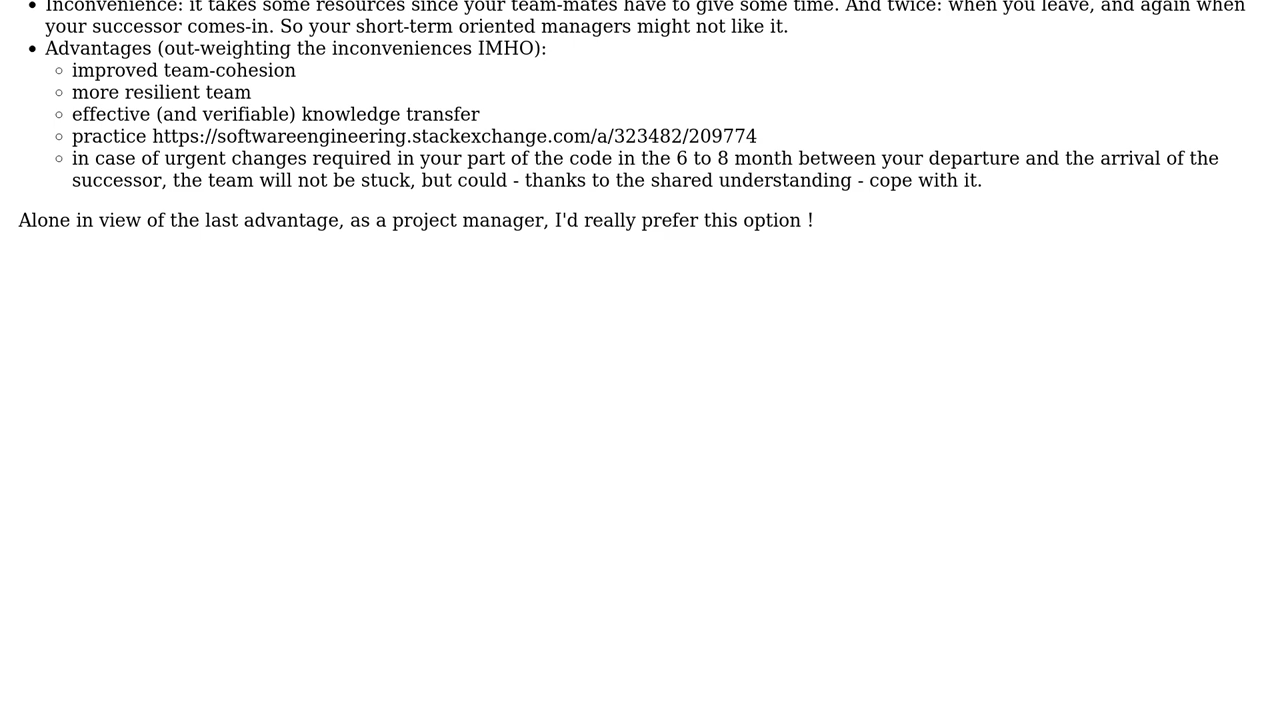 Inconvenience: it takes some resources since your team-mates have to give some time. And twice: when you leave, and again when
your successor comes-in. So your short-term oriented managers might not like it.
Advantages (out-weighting the inconveniences IMHO):
improved team-cohesion
more resilient team
effective (and verifiable) knowledge transfer
practice https://softwareengineering.stackexchange.com/a/323482/209774
in case of urgent changes required in your part of the code in the 6 to 8 month between your departure and the arrival of the
successor, the team will not be stuck, but could - thanks to the shared understanding - cope with it.
Alone in view of the last advantage, as a project manager, I'd really prefer this option !